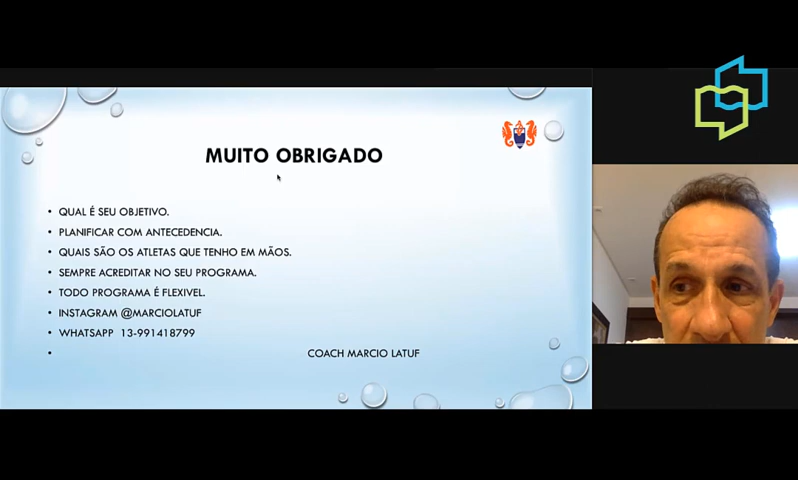 MUITO OBRIGADO
• QUAL É SEU OBJETIVO.
• PLANIFICAR COM ANTECEDENCIA.
• QUAIS SÃO OS ATLETAS QUE TENHO EM MÃOS.
• SEMPRE ACREDITAR NO SEU PROGRAMA.
• TODO PROGRAMA É FLEXIVEL.
• INSTAGRAM @MARCIOLATUF
• WHATSAPP 13-991418799
• COACH MARCIO LATUF